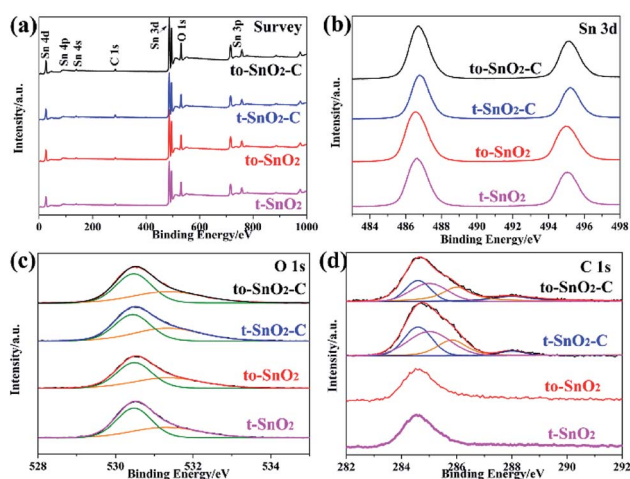 (a)
Survey
Sn 4d
Sn 4p
Sn 4s
C 1s
Sn 3d
O 1s
Sn 3p
to-SnO2-C
t-SnO2-C
to-SnO2
t-SnO2
Intensity/a.u.
0 200 400 600 800 1000
Binding Energy/eV
(b)
Sn 3d
to-SnO2-C
t-SnO2-C
to-SnO2
t-SnO2
Intensity/a.u.
484 486 488 490 492 494 496 498
Binding Energy/eV
(c)
O 1s
to-SnO2-C
t-SnO2-C
to-SnO2
t-SnO2
Intensity/a.u.
528 530 532 534
Binding Energy/eV
(d)
C 1s
to-SnO2-C
t-SnO2-C
to-SnO2
t-SnO2
Intensity/a.u.
282 284 286 288 290 292
Binding Energy/eV